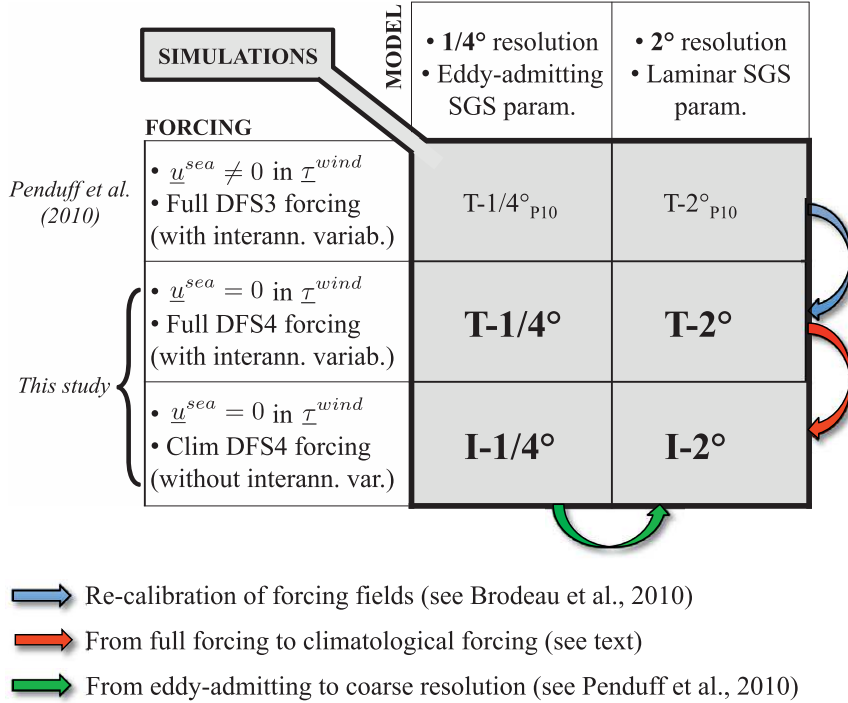 SIMULATIONS
MODEL
• 1/4° resolution
• Eddy-admitting
SGS param.
• 2° resolution
• Laminar SGS
param.
FORCING
Penduff et al.
(2010)
• u^sea ≠ 0 in τ^wind
• Full DFS3 forcing
(with interann. variab.)
T-1/4°P10
T-2°P10
This study
• u^sea = 0 in τ^wind
• Full DFS4 forcing
(with interann. variab.)
T-1/4°
T-2°
• u^sea = 0 in τ^wind
• Clim DFS4 forcing
(without interann. var.)
I-1/4°
I-2°
Re-calibration of forcing fields (see Brodeau et al., 2010)
From full forcing to climatological forcing (see text)
From eddy-admitting to coarse resolution (see Penduff et al., 2010)